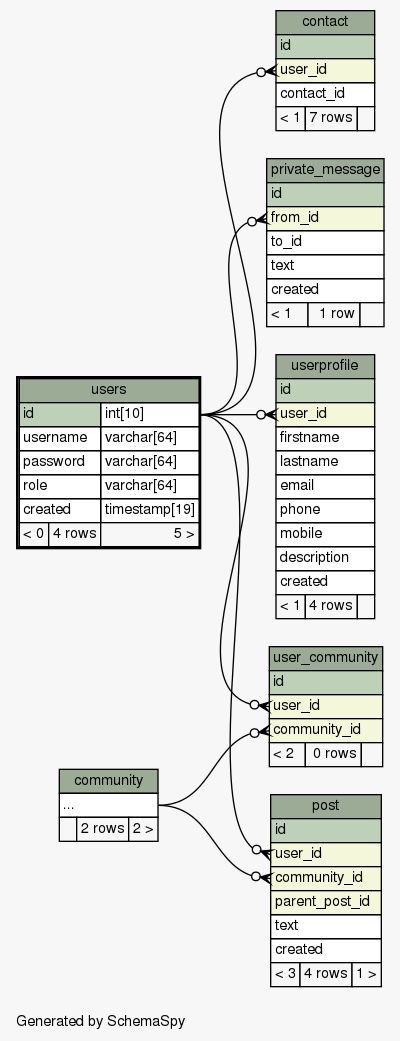 contact
id
user_id
contact_id
< 1 7 rows
private_message
id
from_id
to_id
text
created
< 1 1 row
userprofile
id
user_id
firstname
lastname
email
phone
mobile
description
created
< 1 4 rows
users
id int[10]
username varchar[64]
password varchar[64]
role varchar[64]
created timestamp[19]
< 0 4 rows 5 >
user_community
id
user_id
community_id
< 2 0 rows
community
...
2 rows 2 >
post
id
user_id
community_id
parent_post_id
text
created
< 3 4 rows 1 >
Generated by SchemaSpy